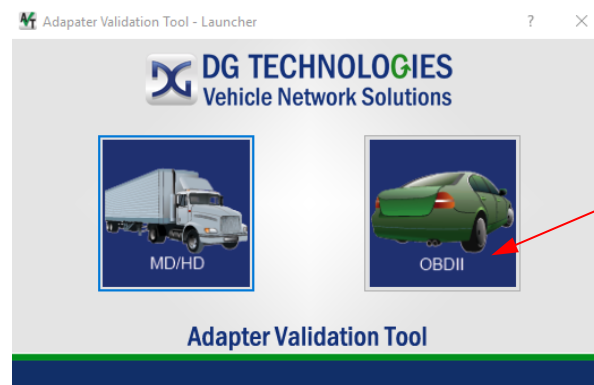 Adapater Validation Tool - Launcher
DG TECHNOLOGIES
Vehicle Network Solutions
MD/HD
OBDII
Adapter Validation Tool